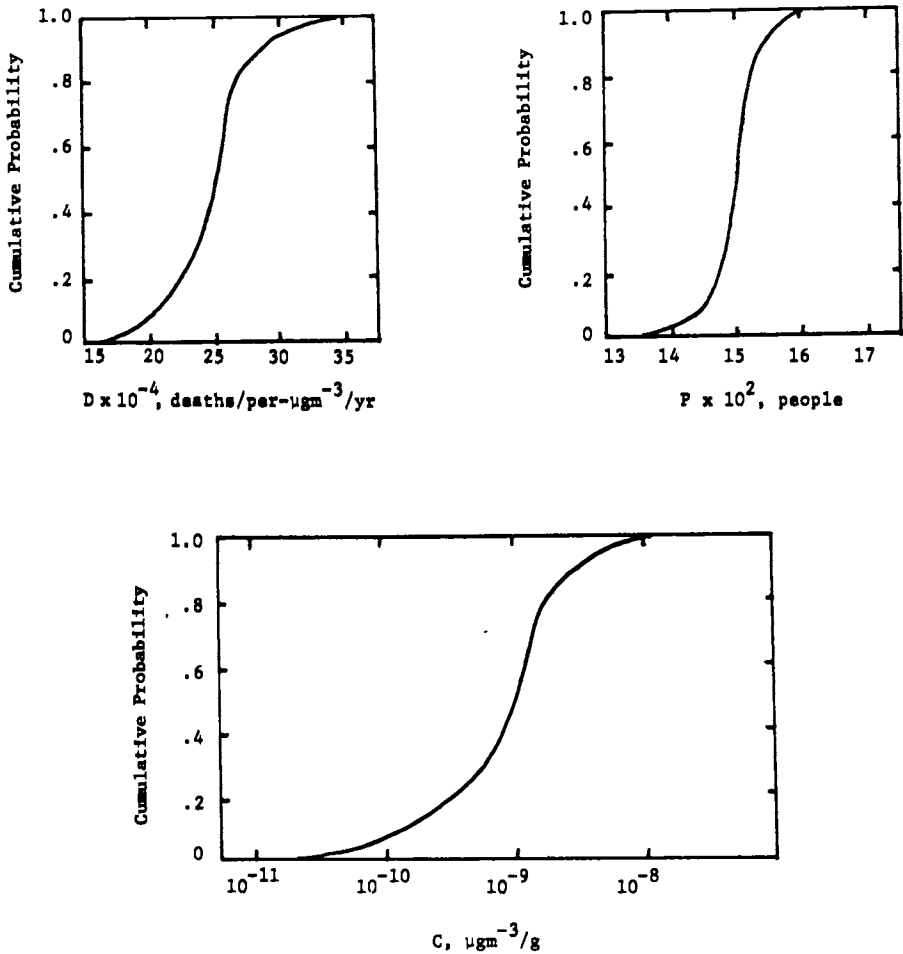 Cumulative Probability
1.0
.8
.6
.4
.2
0
15 20 25 30 35
D x 10⁻⁴, deaths/per-µgm⁻³/yr
Cumulative Probability
1.0
.8
.6
.4
.2
0
13 14 15 16 17
P x 10², people
Cumulative Probability
1.0
.8
.6
.4
.2
0
10⁻¹¹ 10⁻¹⁰ 10⁻⁹ 10⁻⁸
C, µgm⁻³/g